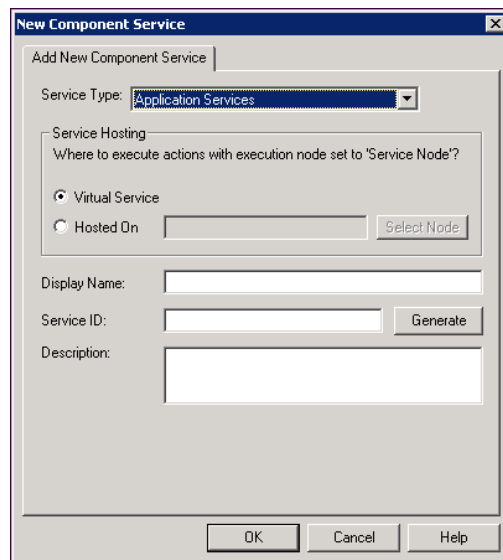 New Component Service
Add New Component Service
Service Type: Application Services
Service Hosting
Where to execute actions with execution node set to 'Service Node'?
Virtual Service
Hosted On Select Node
Display Name:
Service ID: Generate
Description:
OK Cancel Help